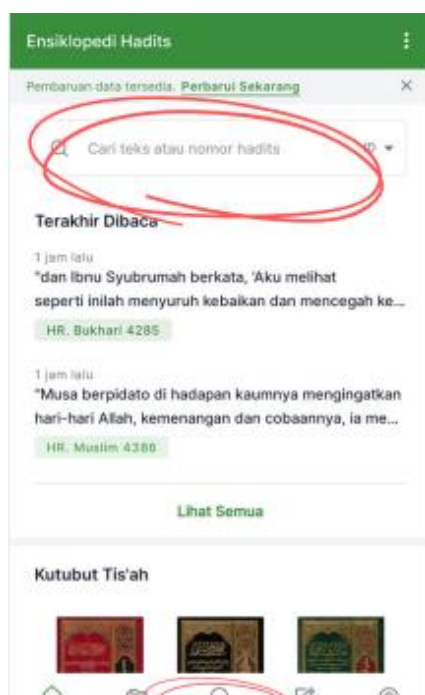 Ensiklopedi Hadits
Pembaruan data tersedia. Perbarui Sekarang
Cari teks atau nomor hadits
Terakhir Dibaca
1 jam lalu
"dan Ibnu Syubrumah berkata, 'Aku melihat
seperti inilah menyuruh kebaikan dan mencegah ke...
HR. Bukhari 4285
1 jam lalu
"Musa berpidato di hadapan kaumnya mengingatkan
hari-hari Allah, kemenangan dan cobaannya, ia me...
HR. Muslim 4386
Lihat Semua
Kutubut Tis'ah